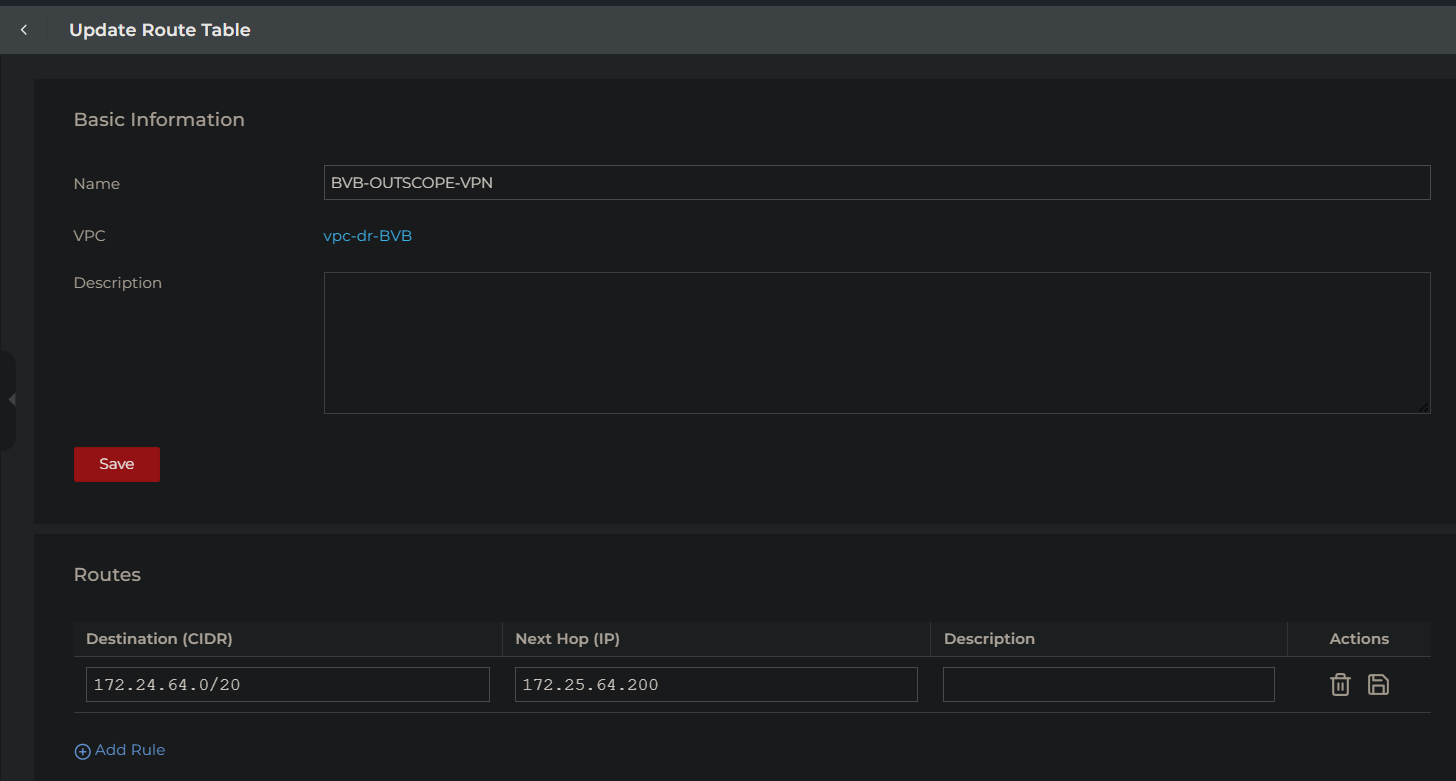 Update Route Table
Basic Information
Name
BVB-OUTSCOPE-VPN
VPC
vpc-dr-BVB
Description
Save
Routes
Destination (CIDR)
Next Hop (IP)
Description
Actions
172.24.64.0/20
172.25.64.200
Add Rule